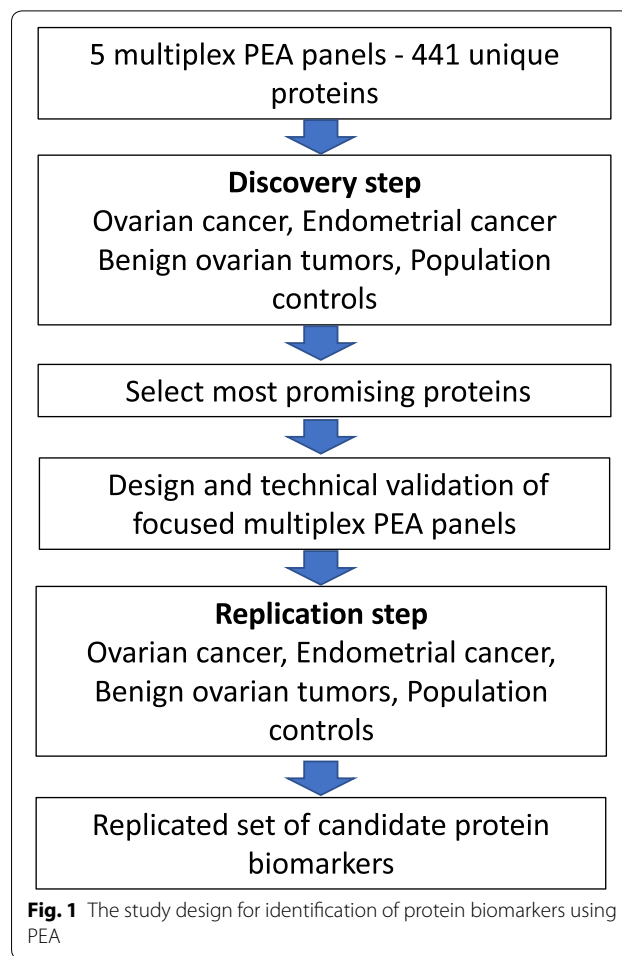 5 multiplex PEA panels - 441 unique
proteins
Discovery step
Ovarian cancer, Endometrial cancer
Benign ovarian tumors, Population
controls
Select most promising proteins
Design and technical validation of
focused multiplex PEA panels
Replication step
Ovarian cancer, Endometrial cancer,
Benign ovarian tumors, Population
controls
Replicated set of candidate protein
biomarkers
Fig. 1 The study design for identification of protein biomarkers using
PEA